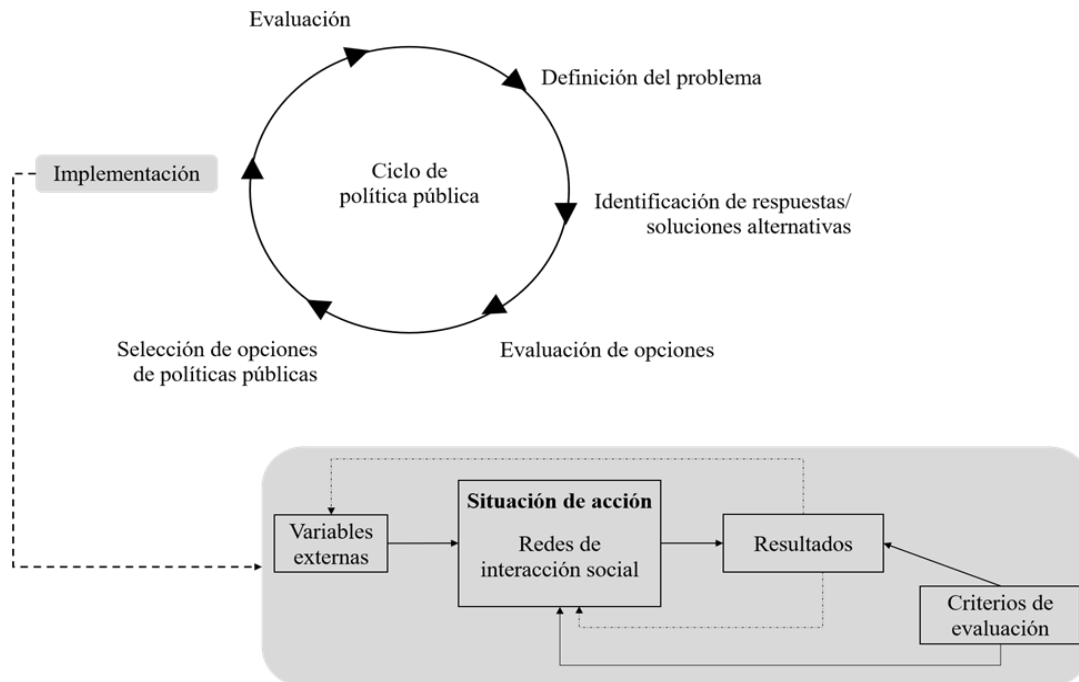 Evaluación
Definición del problema
Implementación
Ciclo de
política pública
Identificación de respuestas/
soluciones alternativas
Selección de opciones
de políticas públicas
Evaluación de opciones
Situación de acción
Redes de
interacción social
Variables
externas
Resultados
Criterios de
evaluación